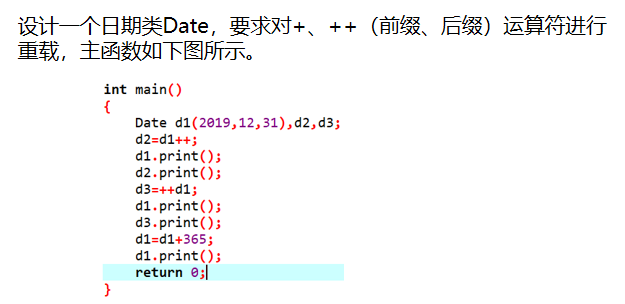 设计一个日期类Date，要求对+、++（前缀、后缀）运算符进行
重载，主函数如下图所示。
int main()
{
    Date d1(2019,12,31),d2,d3;
    d2=d1++;
    d1.print();
    d2.print();
    d3=++d1;
    d1.print();
    d3.print();
    d1=d1+365;
    d1.print();
    return 0;
}